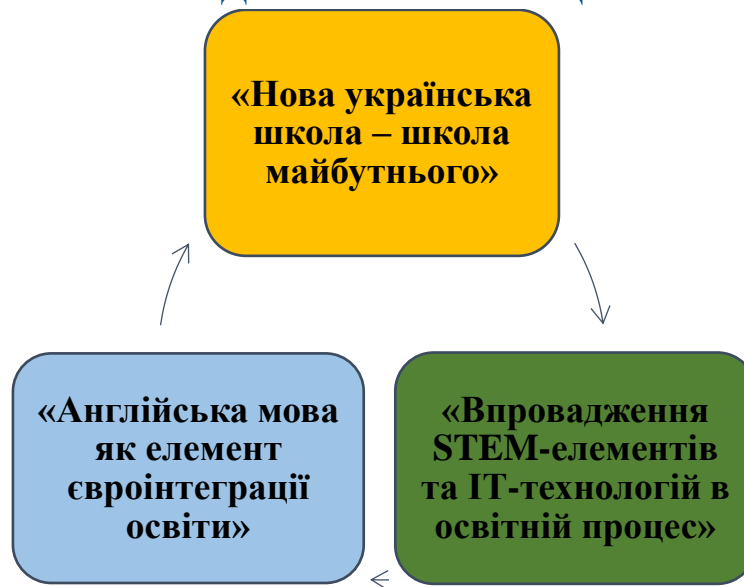 «Нова українська
школа – школа
майбутнього»
«Англійська мова
як елемент
євроінтеграції
освіти»
«Впровадження
STEM-елементів
та ІТ-технологій в
освітній процес»